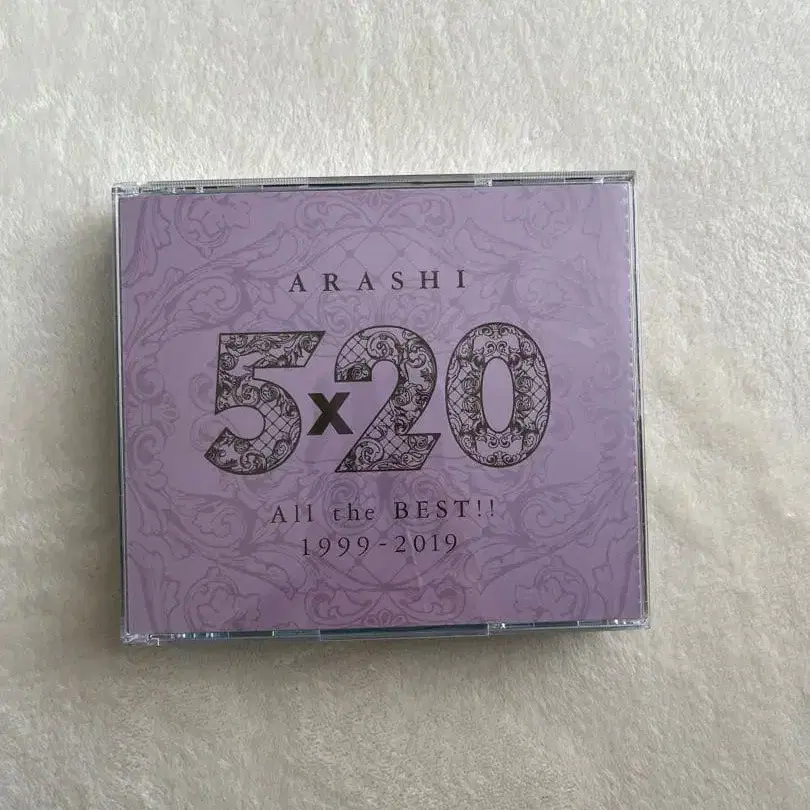 ARASHI
5x20
All the BEST!!
1999-2019